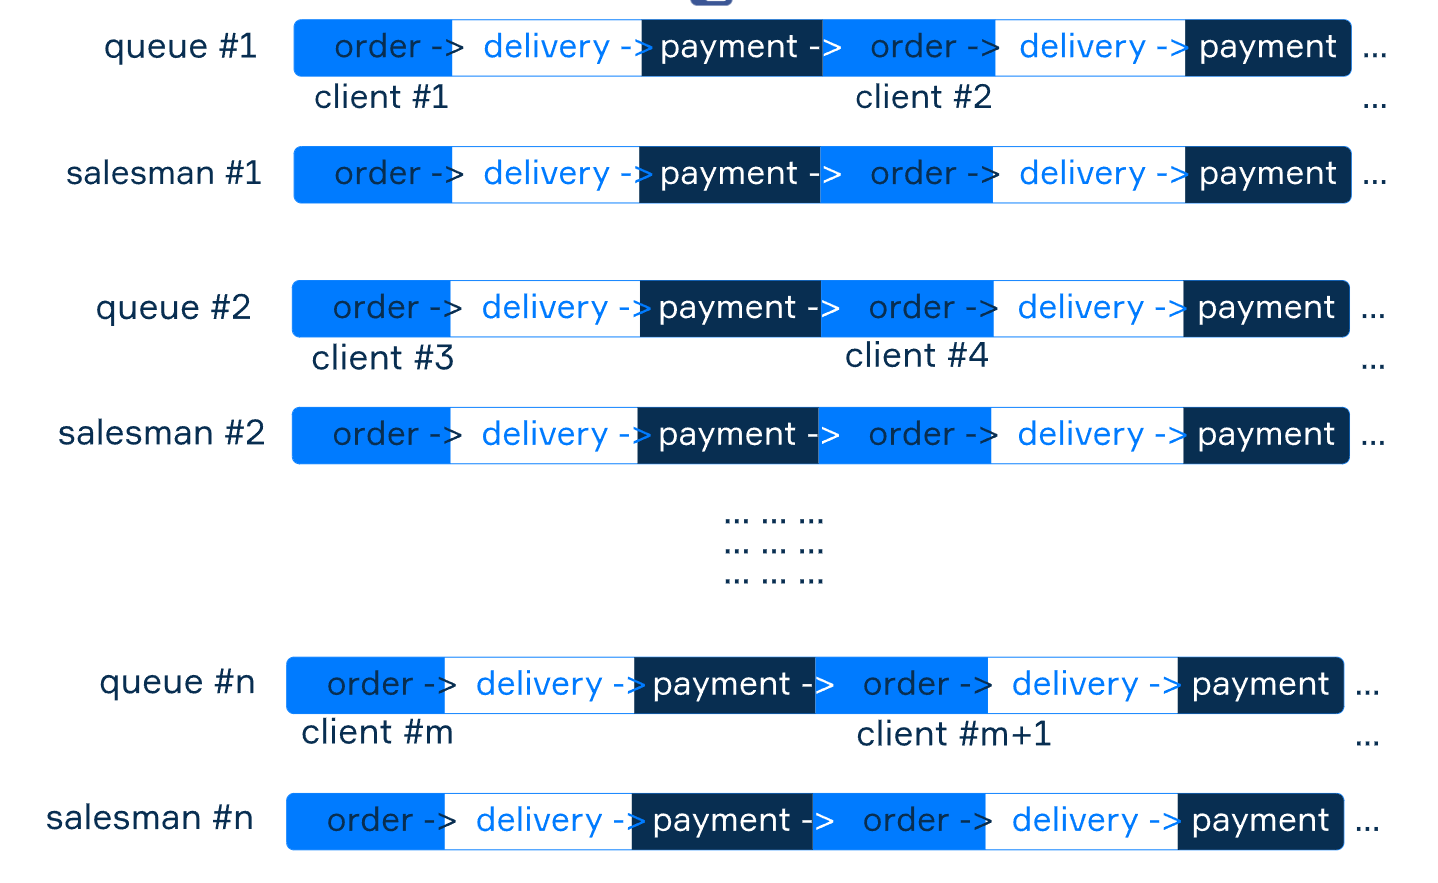 queue #1 order -> delivery -> payment -> order -> delivery -> payment ...
client #1 client #2 ...
salesman #1 order -> delivery -> payment -> order -> delivery -> payment ...
queue #2 order -> delivery -> payment -> order -> delivery -> payment ...
client #3 client #4 ...
salesman #2 order -> delivery -> payment -> order -> delivery -> payment ...
... ... ...
... ... ...
... ... ...
queue #n order -> delivery -> payment -> order -> delivery -> payment ...
client #m client #m+1 ...
salesman #n order -> delivery -> payment -> order -> delivery -> payment ...